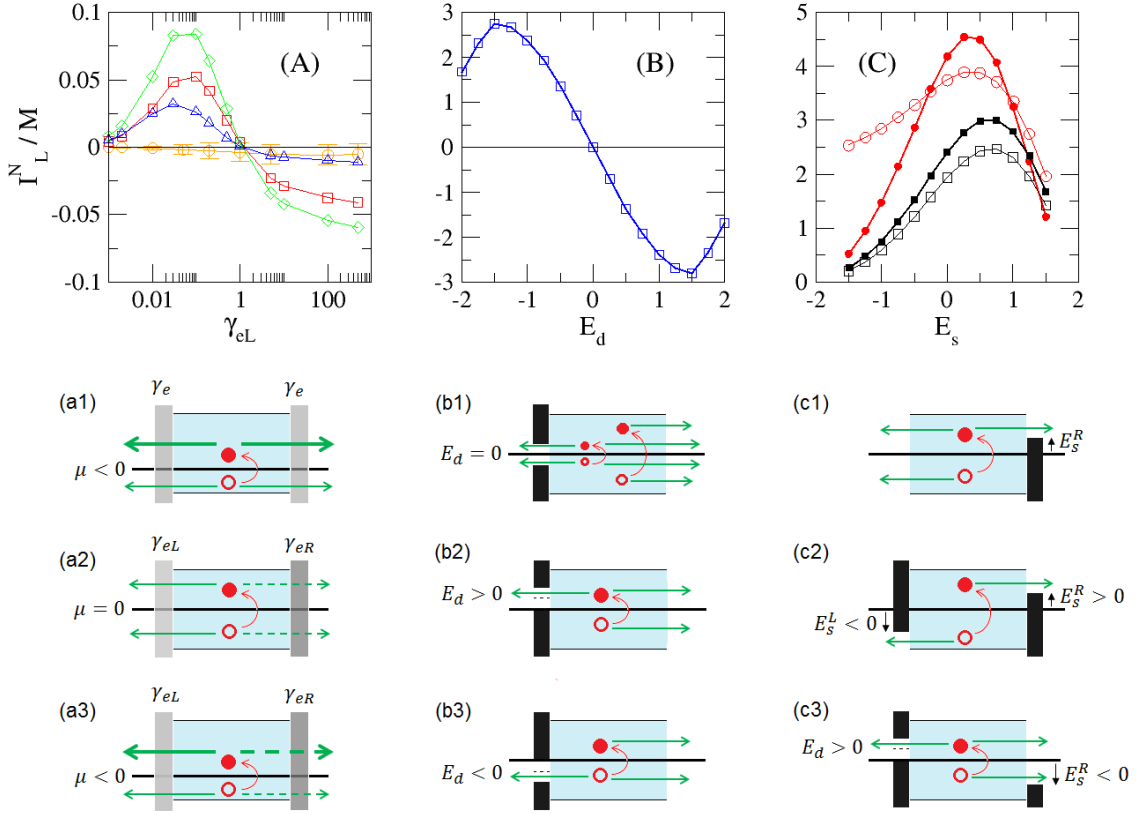 (A)
(B)
(C)
I^N_L / M
0.1
0.05
0
-0.05
-0.1
0.01
1
100
γ_eL
3
2
1
0
-1
-2
-3
-2
-1
0
1
2
E_d
5
4
3
2
1
0
-2
-1
0
1
2
E_s
(a1)
γ_e
γ_e
μ < 0
(b1)
E_d = 0
(c1)
E_s^R
(a2)
γ_eL
γ_eR
μ = 0
(b2)
E_d > 0
(c2)
E_s^L < 0
E_s^R > 0
(a3)
γ_eL
γ_eR
μ < 0
(b3)
E_d < 0
(c3)
E_d > 0
E_s^R < 0